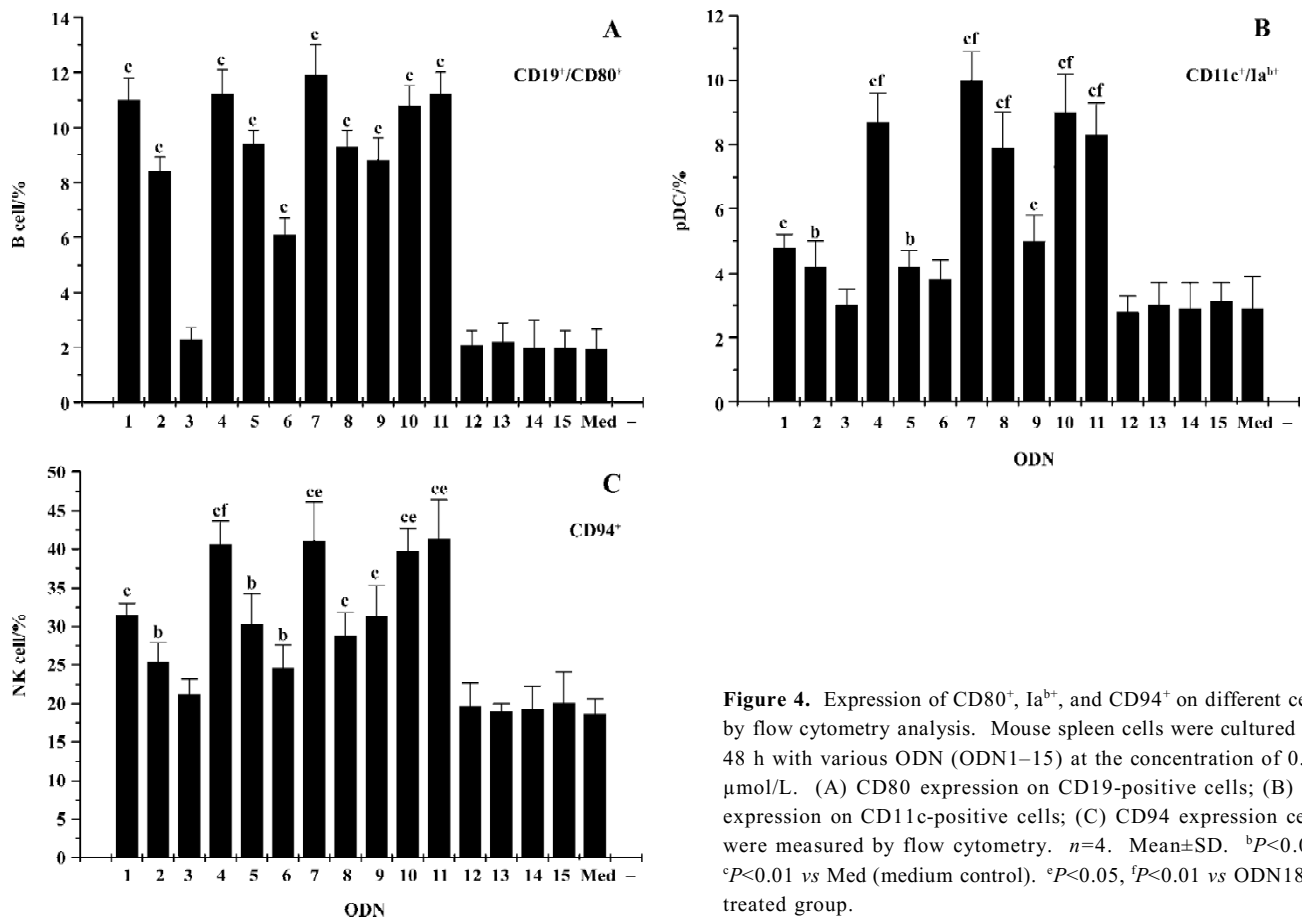 14
12
10
8
6
4
2
0
B cell/%
A
CD19⁺/CD80⁺
c c c c c c c c c c
1 2 3 4 5 6 7 8 9 10 11 12 13 14 15 Med –
12
10
8
6
4
2
0
pDC/%
B
CD11c⁺/Iaᵇ⁺
c b cf b cf cf c cf cf
1 2 3 4 5 6 7 8 9 10 11 12 13 14 15 Med –
ODN
50
45
40
35
30
25
20
15
10
5
0
NK cell/%
C
CD94⁺
c b cf b b ce c c ce ce
1 2 3 4 5 6 7 8 9 10 11 12 13 14 15 Med –
ODN
Figure 4. Expression of CD80⁺, Iaᵇ⁺, and CD94⁺ on different ce
by flow cytometry analysis. Mouse spleen cells were cultured
48 h with various ODN (ODN1–15) at the concentration of 0.
µmol/L. (A) CD80 expression on CD19-positive cells; (B)
expression on CD11c-positive cells; (C) CD94 expression ce
were measured by flow cytometry. n=4. Mean±SD. ᵇP<0.0
ᶜP<0.01 vs Med (medium control). ᵉP<0.05, ᶠP<0.01 vs ODN18
treated group.